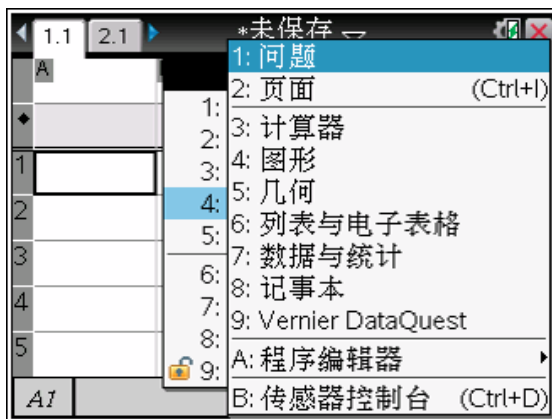 1.1 2.1 *未保存
A
1: 问题
2: 页面 (Ctrl+I)
3: 计算器
4: 图形
5: 几何
6: 列表与电子表格
7: 数据与统计
8: 记事本
9: Vernier DataQuest
A: 程序编辑器
B: 传感器控制台 (Ctrl+D)
1:
2:
3:
4:
5:
6:
7:
8:
9:
1
2
3
4
5
A1